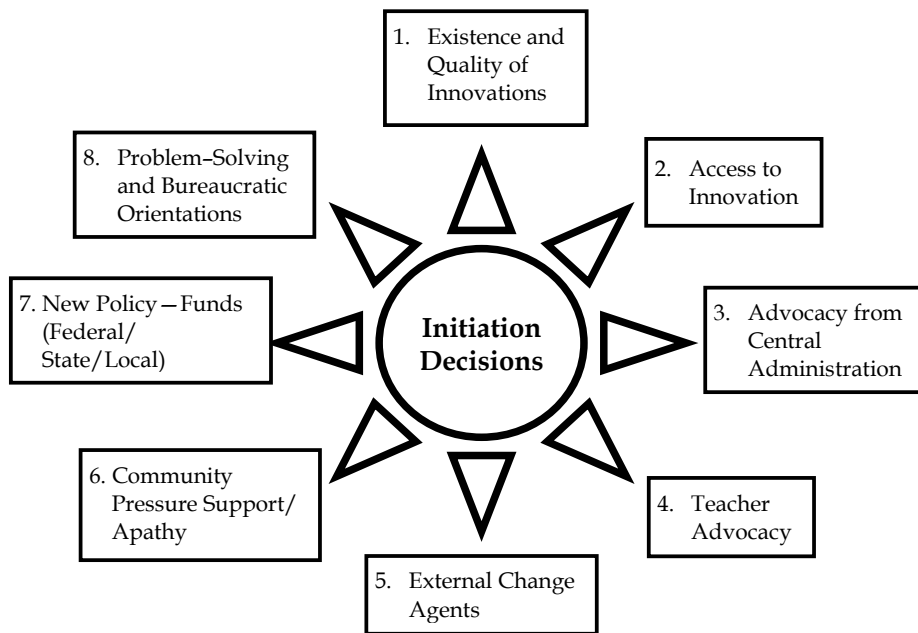 1. Existence and
Quality of
Innovations
2. Access to
Innovation
3. Advocacy from
Central
Administration
4. Teacher
Advocacy
5. External Change
Agents
6. Community
Pressure Support/
Apathy
7. New Policy—Funds
(Federal/
State/Local)
8. Problem–Solving
and Bureaucratic
Orientations
Initiation
Decisions